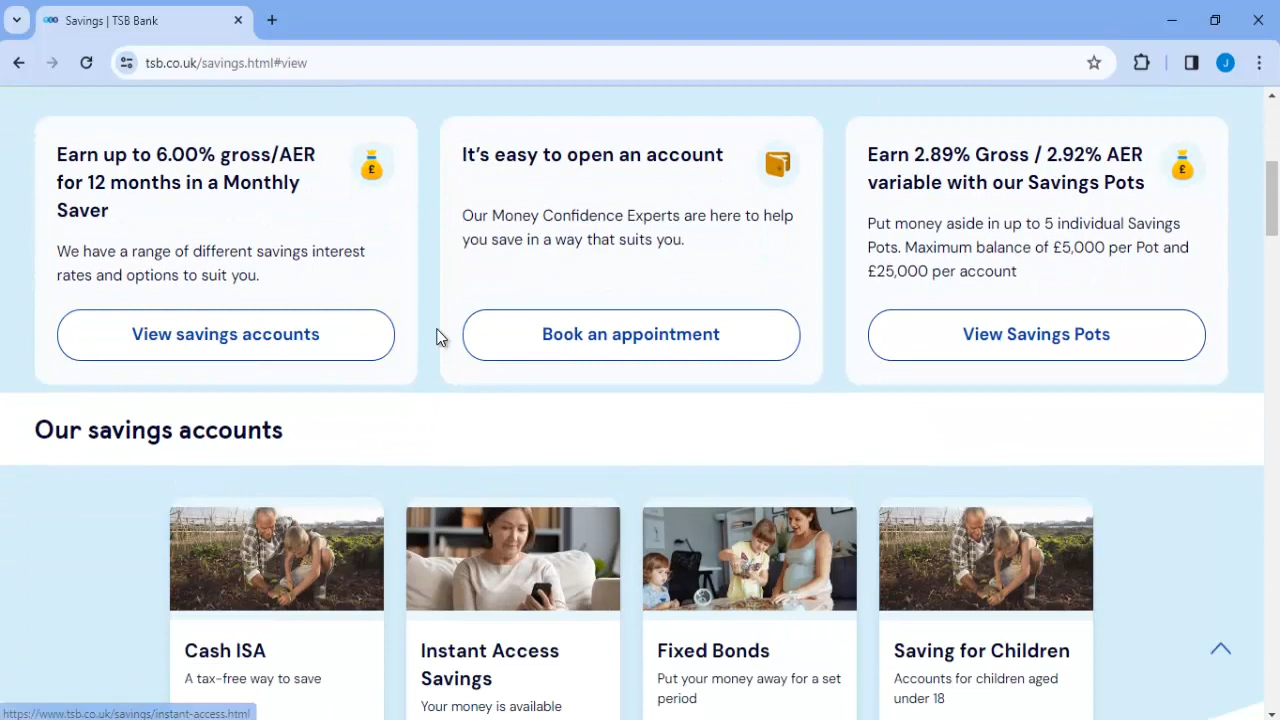 Savings | TSB Bank
tsb.co.uk/savings.html#view
J
Earn up to 6.00% gross/AER
for 12 months in a Monthly
Saver
We have a range of different savings interest
rates and options to suit you.
View savings accounts
It's easy to open an account
Our Money Confidence Experts are here to help
you save in a way that suits you.
Book an appointment
Earn 2.89% Gross / 2.92% AER
variable with our Savings Pots
Put money aside in up to 5 individual Savings
Pots. Maximum balance of £5,000 per Pot and
£25,000 per account
View Savings Pots
Our savings accounts
Cash ISA
A tax-free way to save
Instant Access
Savings
Your money is available
Fixed Bonds
Put your money away for a set
period
Saving for Children
Accounts for children aged
under 18
https://www.tsb.co.uk/savings/instant-access.html